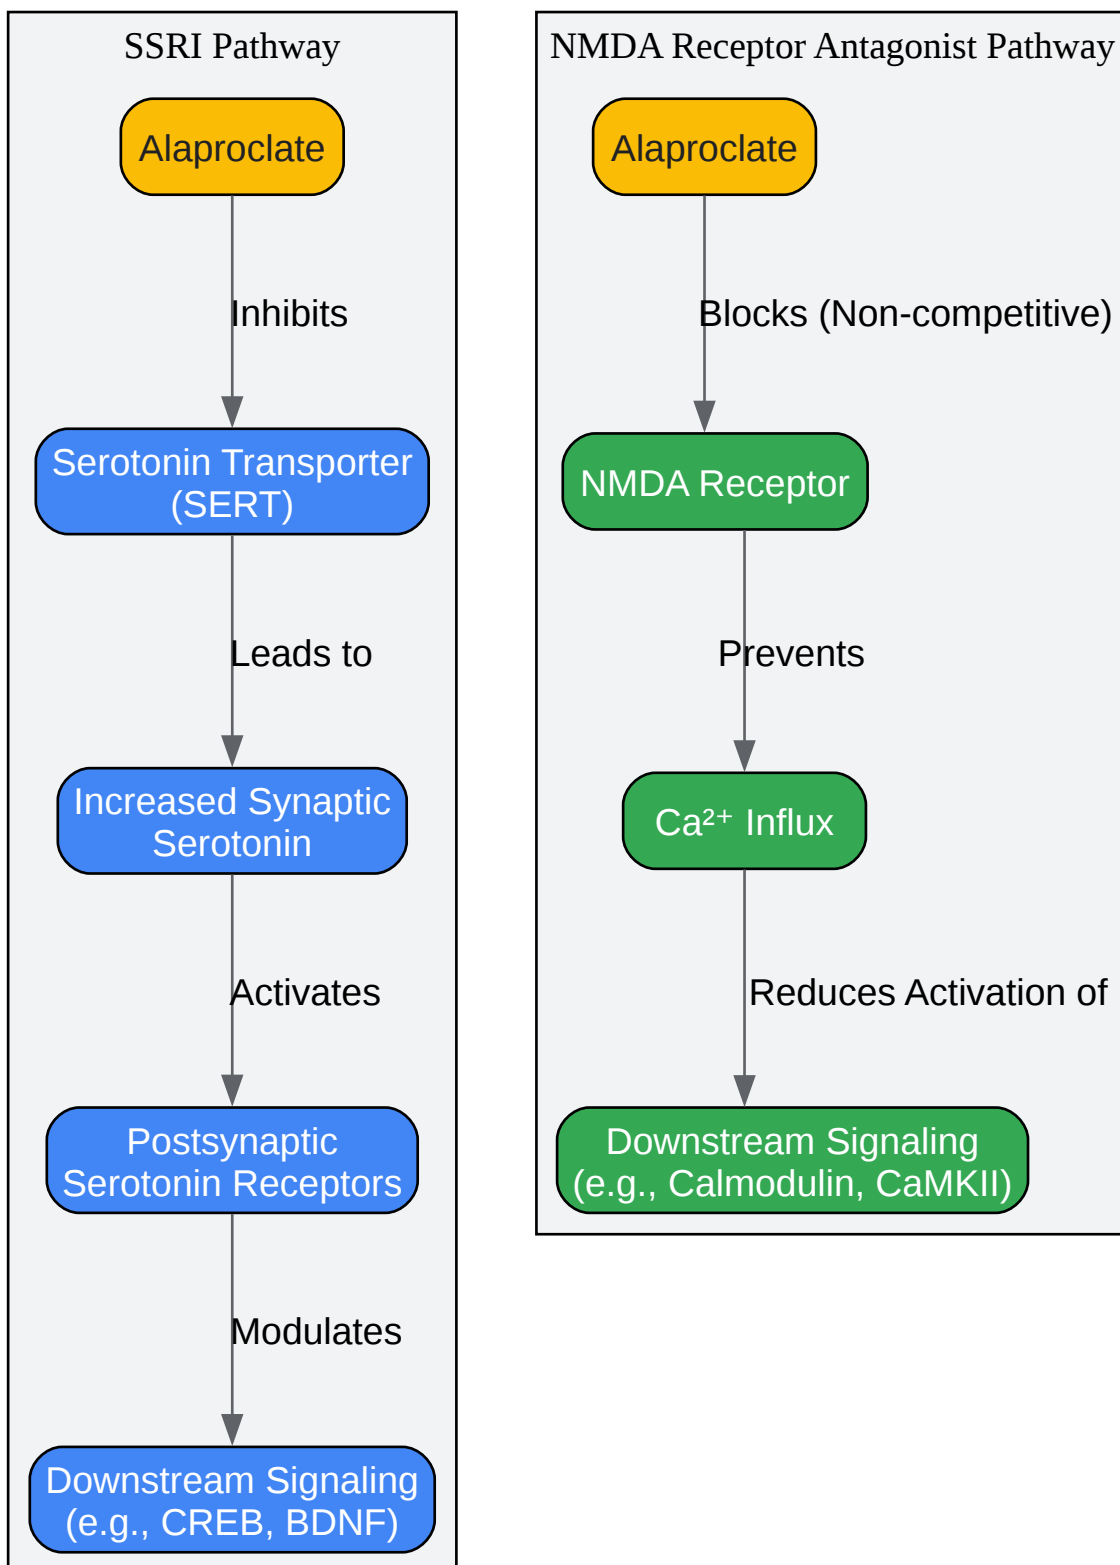 SSRI Pathway
Alaproclate
Inhibits
Serotonin Transporter
(SERT)
Leads to
Increased Synaptic
Serotonin
Activates
Postsynaptic
Serotonin Receptors
Modulates
Downstream Signaling
(e.g., CREB, BDNF)
NMDA Receptor Antagonist Pathway
Alaproclate
Blocks (Non-competitive)
NMDA Receptor
Prevents
Ca²⁺ Influx
Reduces Activation of
Downstream Signaling
(e.g., Calmodulin, CaMKII)